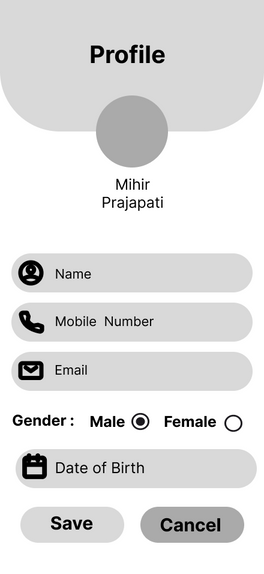 Profile
Mihir
Prajapati
Name
Mobile Number
Email
Gender : Male Female
Date of Birth
Save Cancel